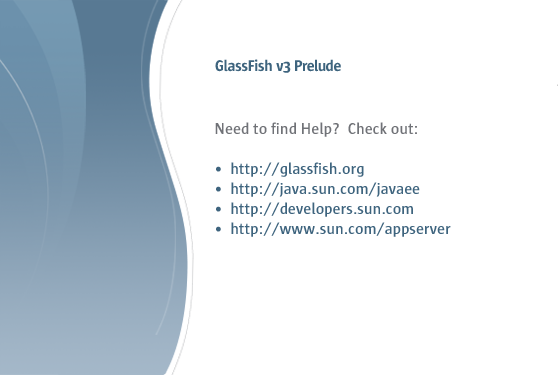 GlassFish v3 Prelude
Need to find Help? Check out:
• http://glassfish.org
• http://java.sun.com/javaee
• http://developers.sun.com
• http://www.sun.com/appserver